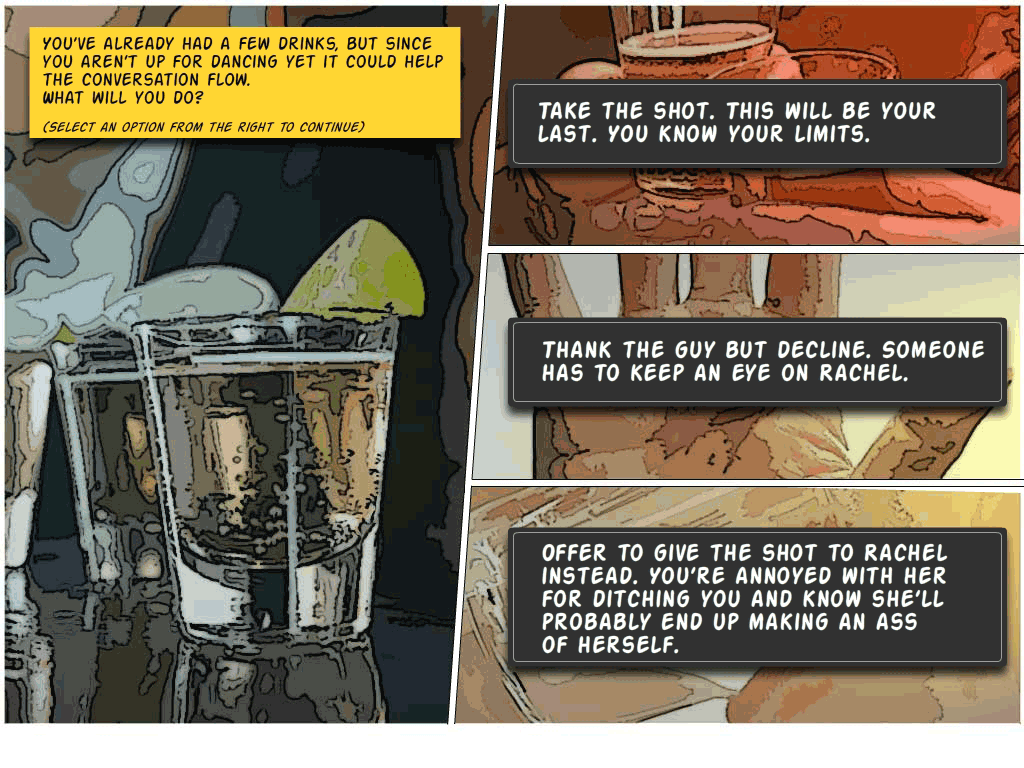 YOU'VE ALREADY HAD A FEW DRINKS, BUT SINCE
YOU AREN'T UP FOR DANCING YET IT COULD HELP
THE CONVERSATION FLOW.
WHAT WILL YOU DO?
(SELECT AN OPTION FROM THE RIGHT TO CONTINUE)
TAKE THE SHOT. THIS WILL BE YOUR
LAST. YOU KNOW YOUR LIMITS.
THANK THE GUY BUT DECLINE. SOMEONE
HAS TO KEEP AN EYE ON RACHEL.
OFFER TO GIVE THE SHOT TO RACHEL
INSTEAD. YOU'RE ANNOYED WITH HER
FOR DITCHING YOU AND KNOW SHE'LL
PROBABLY END UP MAKING AN ASS
OF HERSELF.